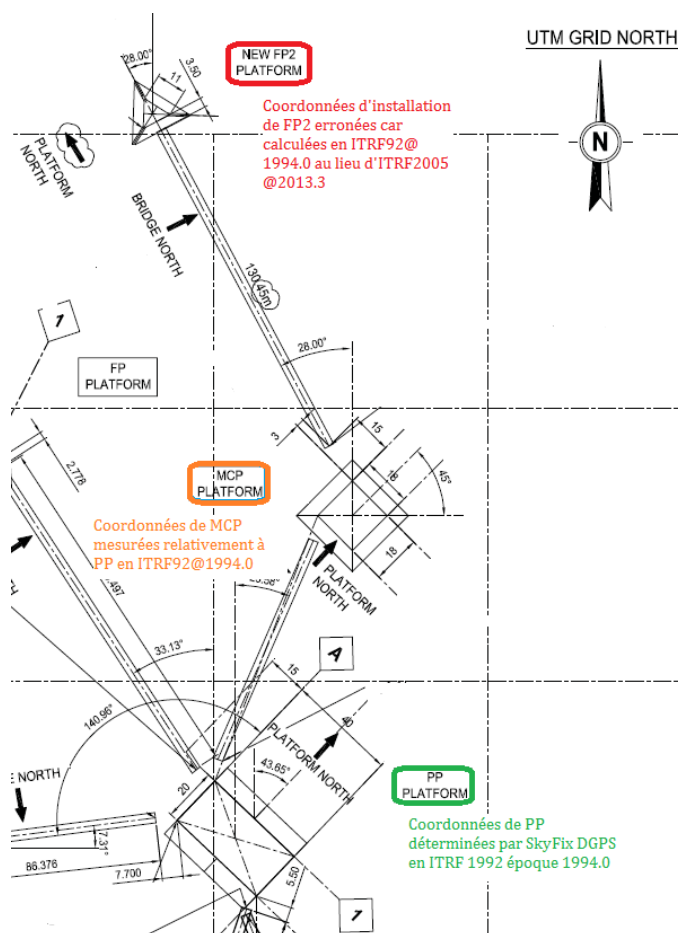 UTM GRID NORTH
N
28.00°
NEW FP2
PLATFORM
11
3.50
Coordonnées d'installation
de FP2 erronées car
calculées en ITRF92@
1994.0 au lieu d'ITRF2005
@2013.3
PLATFORM
NORTH
BRIDGE NORTH
130.45m
1
28.00°
FP
PLATFORM
3
15
18
45°
2.778
MCP
PLATFORM
Coordonnées de MCP
mesurées relativement à
PP en ITRF92@1994.0
18
PLATFORM
NORTH
.497
33.13°
A
15
40
140.96°
PLATFORM NORTH
43.65°
E NORTH
20
PP
PLATFORM
Coordonnées de PP
déterminées par SkyFix DGPS
en ITRF 1992 époque 1994.0
7.31°
86.376
7.700
5.50
1